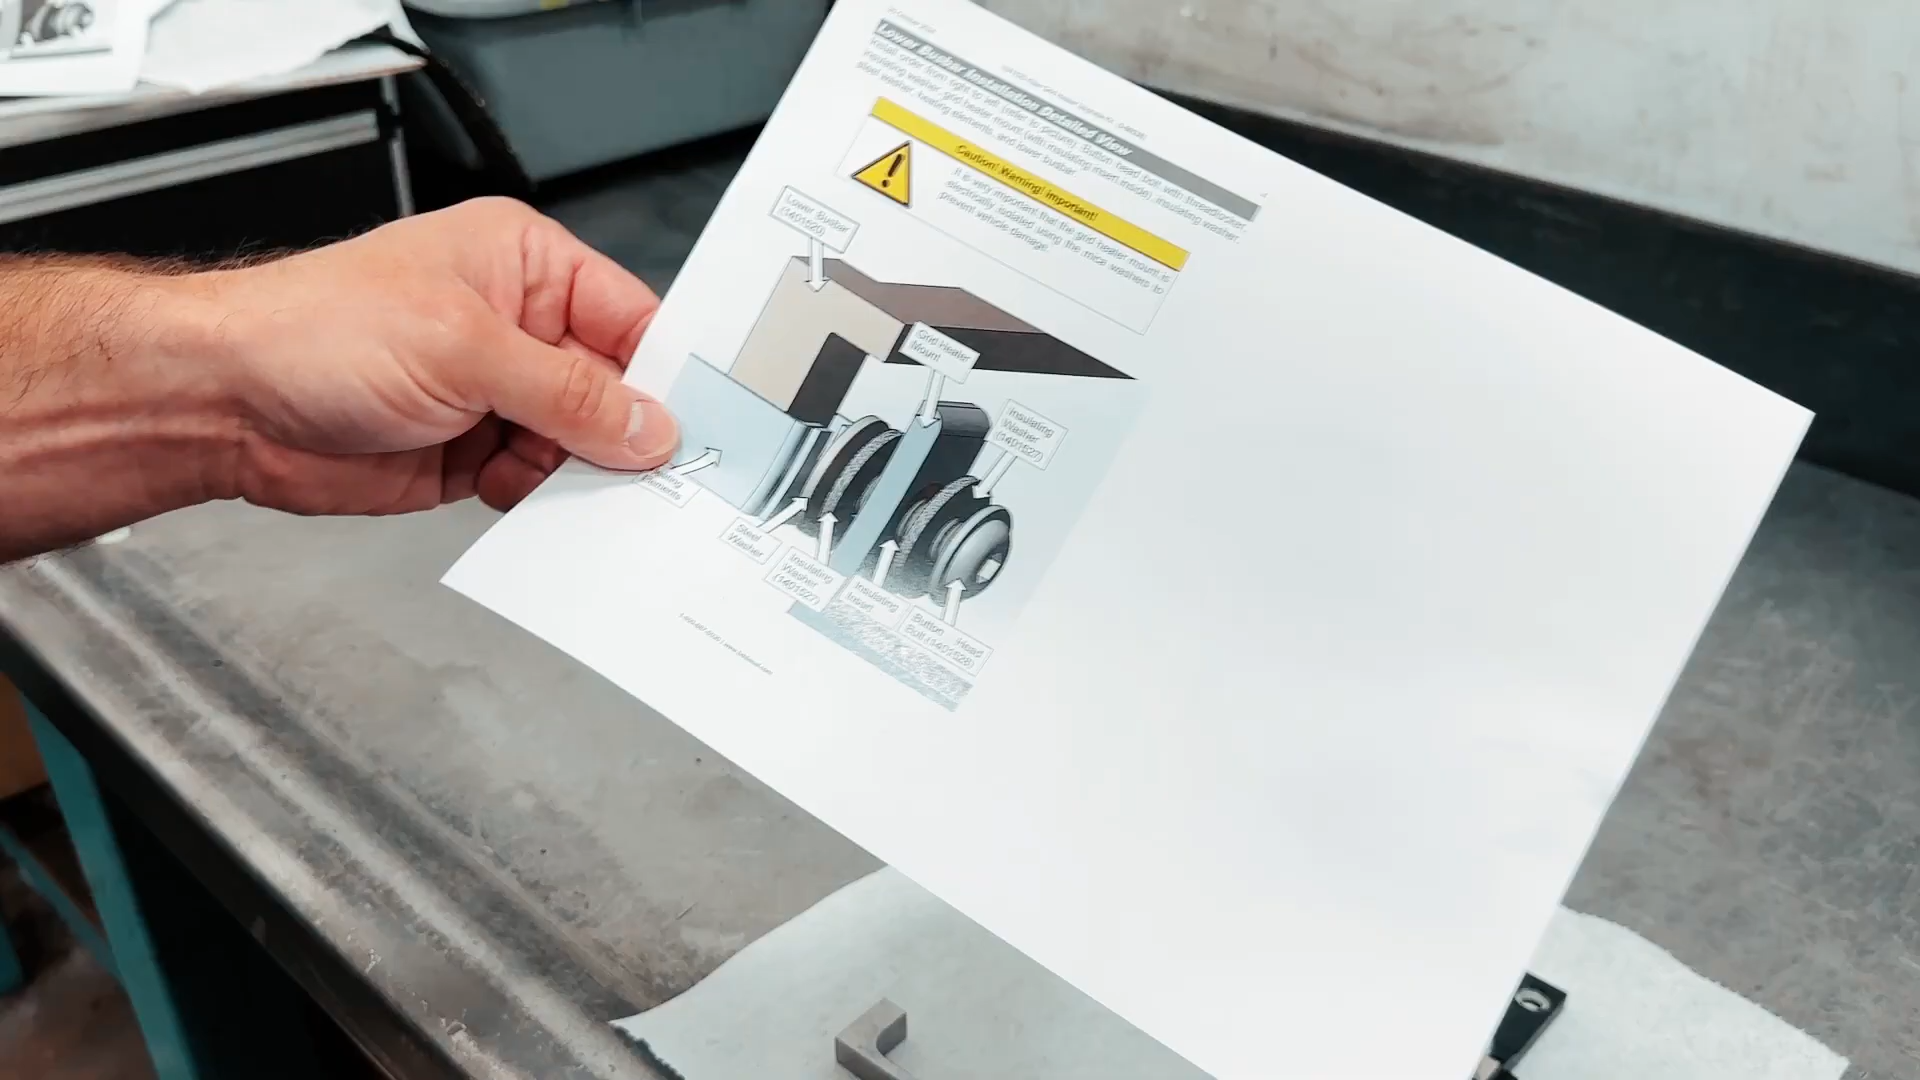 Lower Busbar Installation Detailed View
Install order from right to left (refer to picture): Button head bolt with threadlocker,
insulating washer, grid heater mount (with insulating insert inside), insulating washer,
steel washer, heating elements, and lower busbar.
Caution! Warning! Important!
It is very important that the grid heater mount is
electrically isolated using the mica washers to
prevent vehicle damage.
Lower Busbar
(1401520)
Grid Heater
Mount
Insulating
Washer
(1401527)
Elements
Steel
Washer
Insulating
Washer
(1401527)
Insulating
Insert
Button Head
Bolt (1401528)